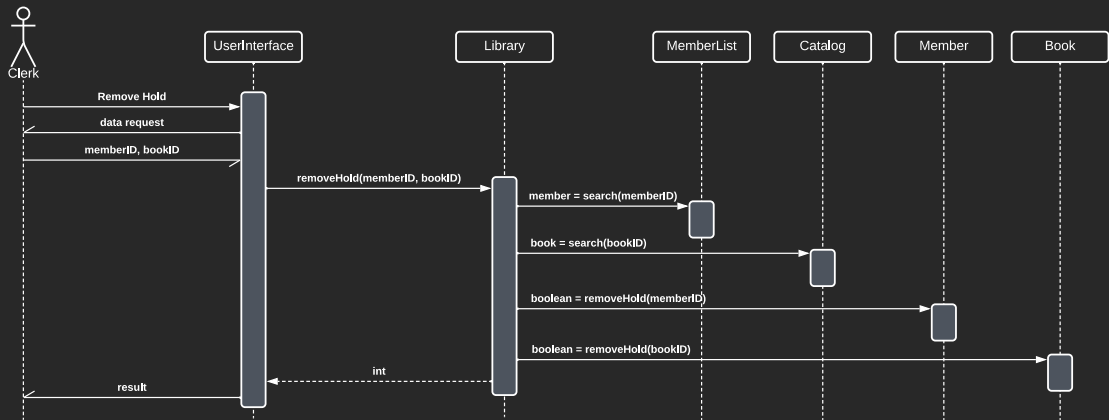 UserInterface
Library
MemberList
Catalog
Member
Book
Clerk
Remove Hold
data request
memberID, bookID
removeHold(memberID, bookID)
member = search(memberID)
book = search(bookID)
boolean = removeHold(memberID)
boolean = removeHold(bookID)
int
result